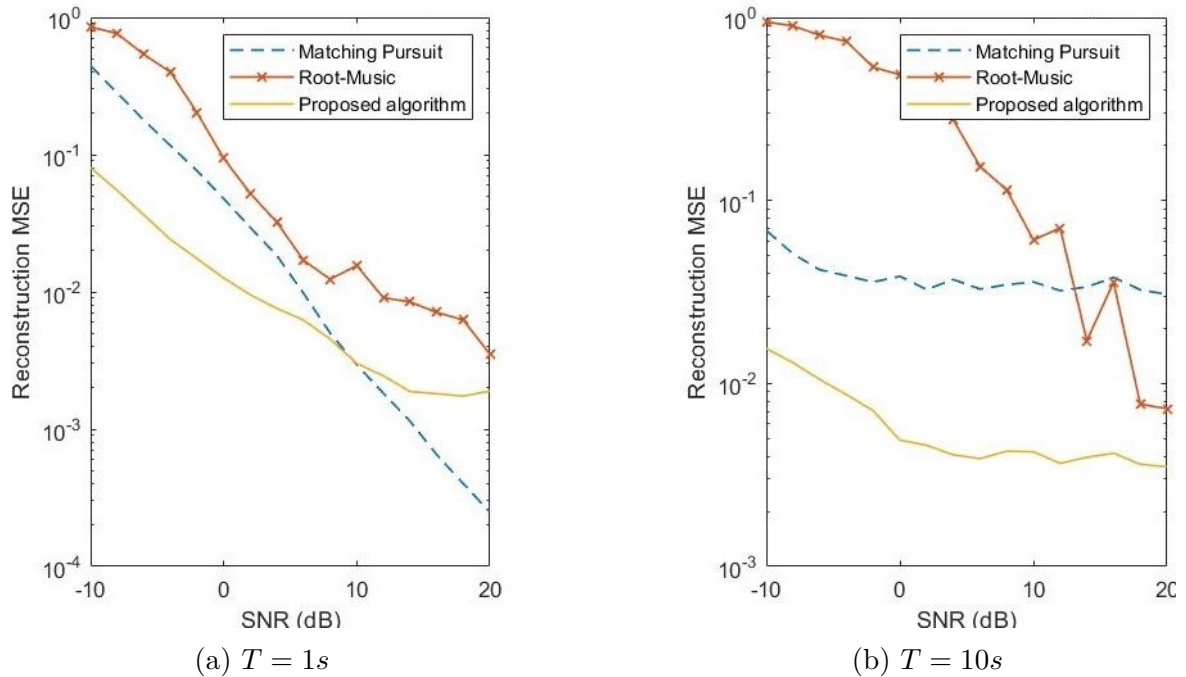 10^0
10^-1
10^-2
10^-3
10^-4
Reconstruction MSE
-10 0 10 20
SNR (dB)
Matching Pursuit
Root-Music
Proposed algorithm
(a) T = 1s
10^0
10^-1
10^-2
10^-3
Reconstruction MSE
-10 0 10 20
SNR (dB)
Matching Pursuit
Root-Music
Proposed algorithm
(b) T = 10s